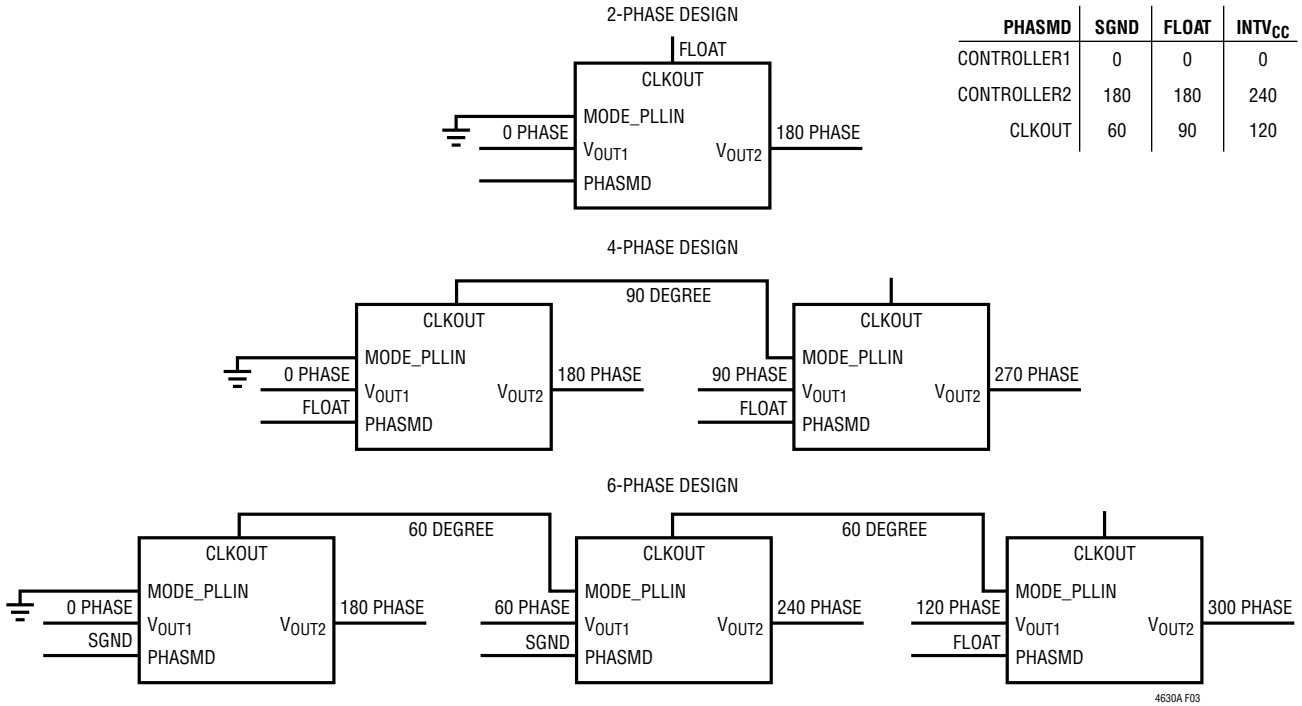 2-PHASE DESIGN
FLOAT
CLKOUT
MODE_PLLIN
0 PHASE
VOUT1
VOUT2
180 PHASE
PHASMD
PHASMD SGND FLOAT INTVCC
CONTROLLER1 0 0 0
CONTROLLER2 180 180 240
CLKOUT 60 90 120
4-PHASE DESIGN
90 DEGREE
CLKOUT
MODE_PLLIN
0 PHASE
VOUT1
VOUT2
180 PHASE
FLOAT
PHASMD
CLKOUT
MODE_PLLIN
90 PHASE
VOUT1
VOUT2
270 PHASE
FLOAT
PHASMD
6-PHASE DESIGN
60 DEGREE
60 DEGREE
CLKOUT
MODE_PLLIN
0 PHASE
VOUT1
VOUT2
180 PHASE
SGND
PHASMD
CLKOUT
MODE_PLLIN
60 PHASE
VOUT1
VOUT2
240 PHASE
SGND
PHASMD
CLKOUT
MODE_PLLIN
120 PHASE
VOUT1
VOUT2
300 PHASE
FLOAT
PHASMD
4630A F03